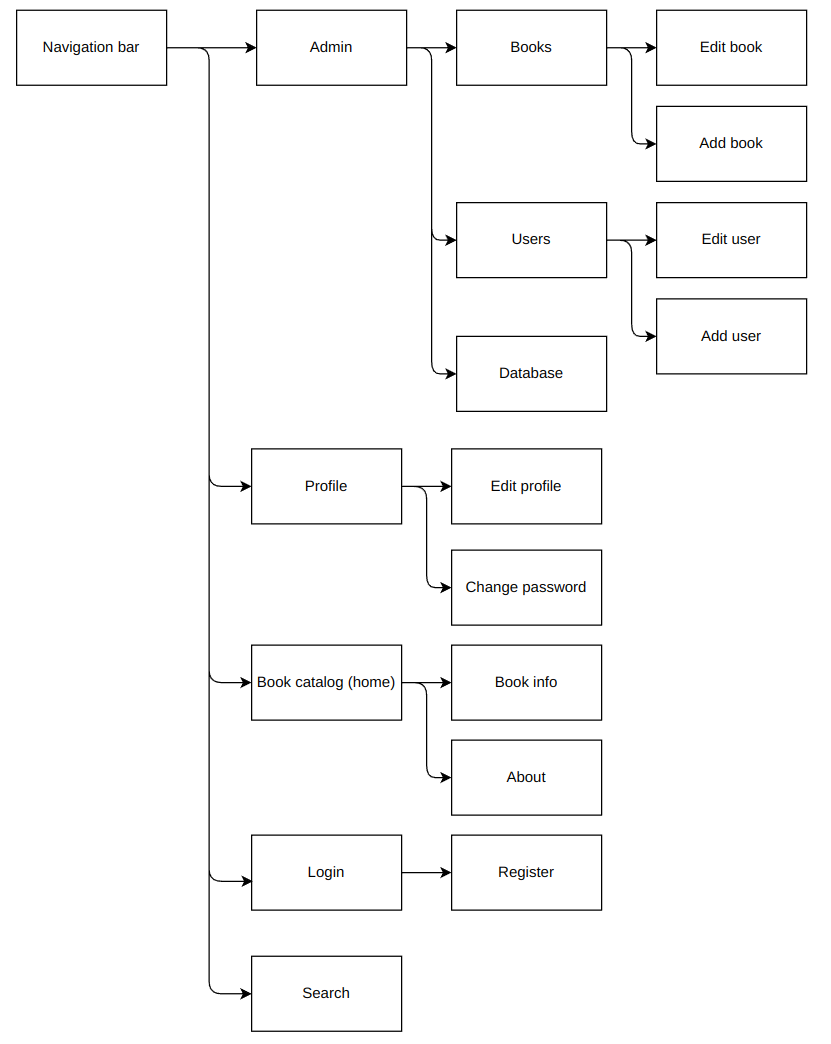 Navigation bar
Admin
Books
Edit book
Add book
Users
Edit user
Add user
Database
Profile
Edit profile
Change password
Book catalog (home)
Book info
About
Login
Register
Search